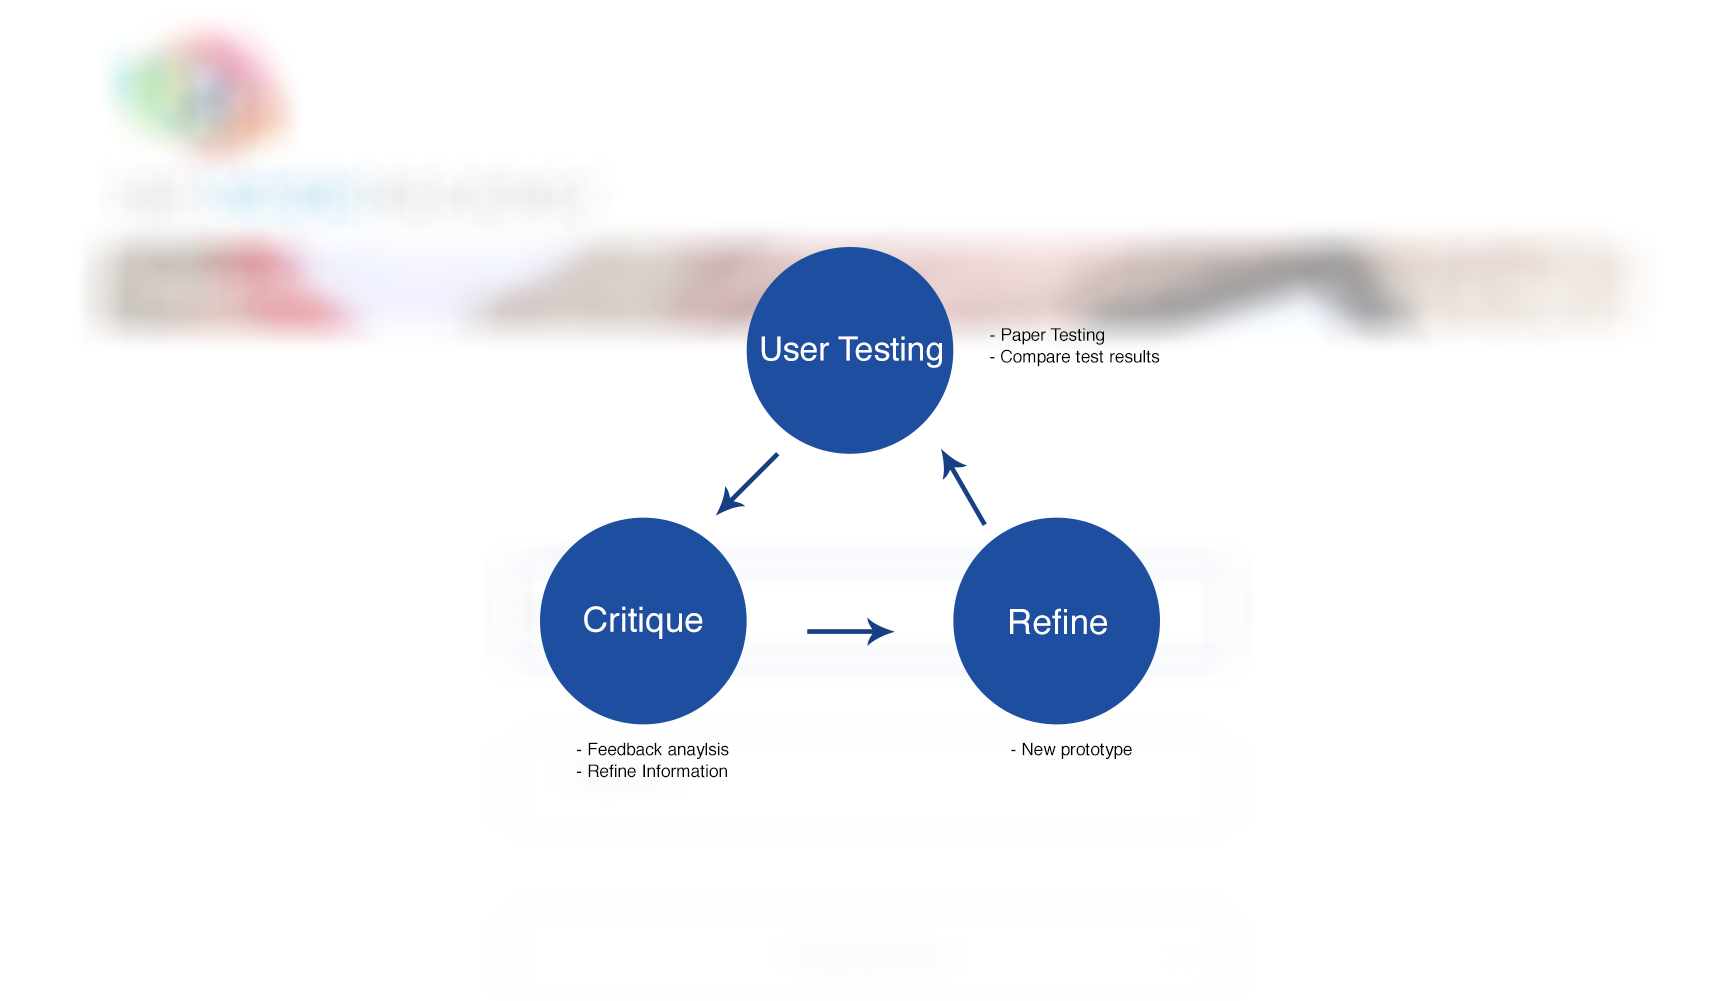 User Testing
- Paper Testing
- Compare test results
Critique
Refine
- Feedback anaylsis
- Refine Information
- New prototype